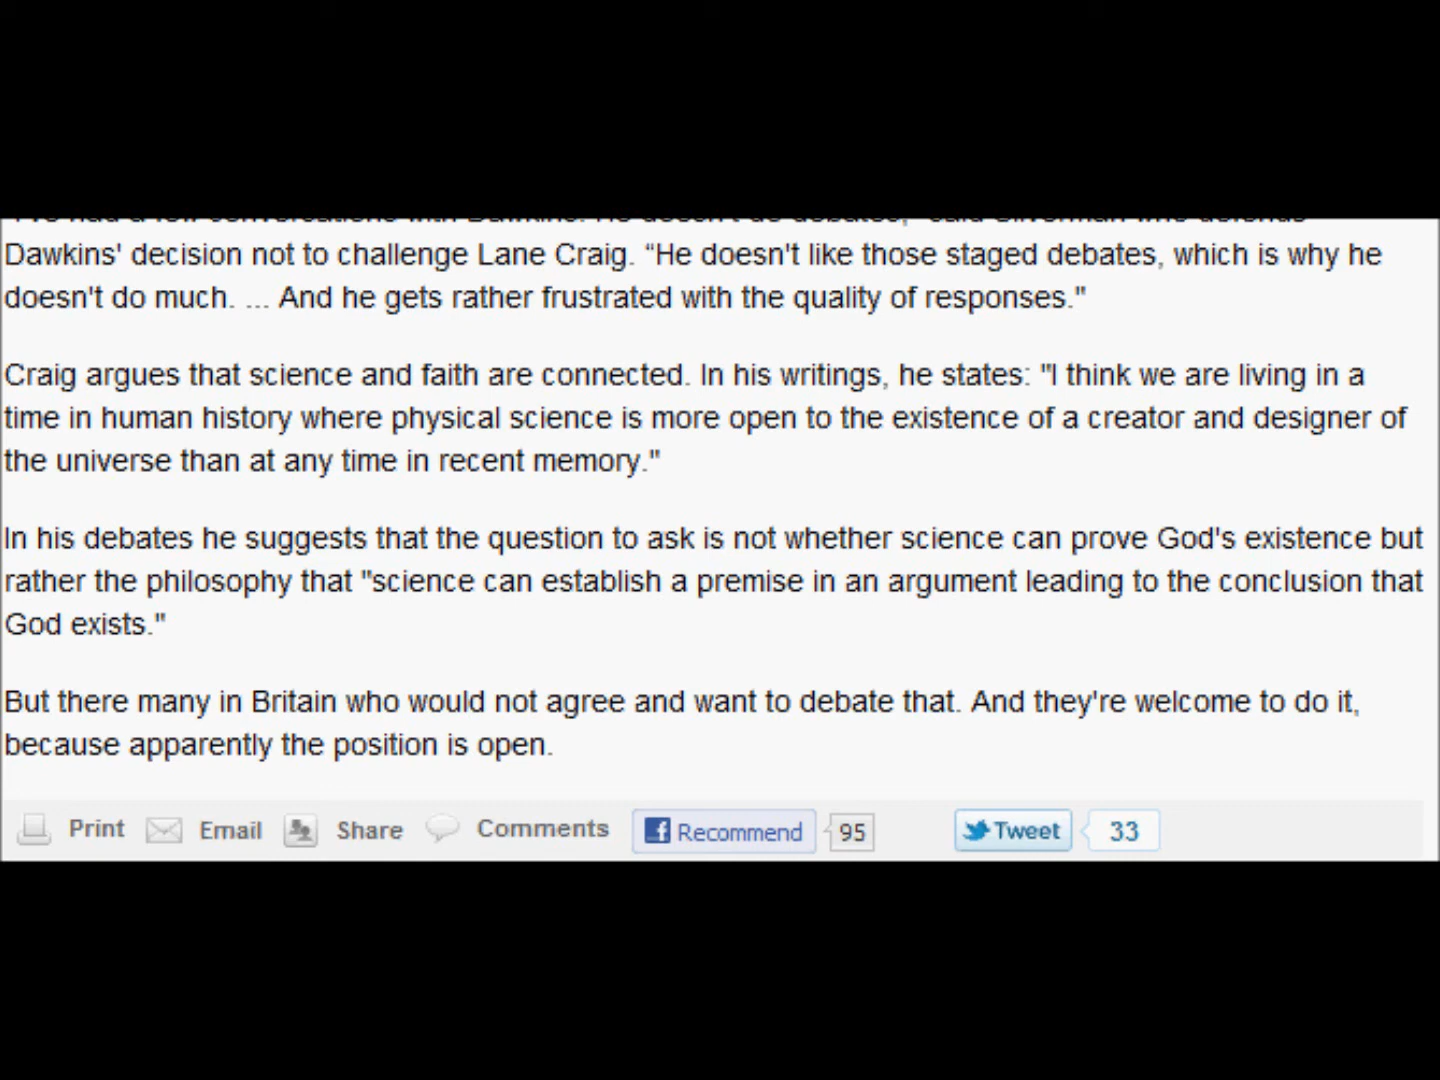 Dawkins' decision not to challenge Lane Craig. “He doesn't like those staged debates, which is why he
doesn't do much. ... And he gets rather frustrated with the quality of responses."
Craig argues that science and faith are connected. In his writings, he states: "I think we are living in a
time in human history where physical science is more open to the existence of a creator and designer of
the universe than at any time in recent memory."
In his debates he suggests that the question to ask is not whether science can prove God's existence but
rather the philosophy that "science can establish a premise in an argument leading to the conclusion that
God exists."
But there many in Britain who would not agree and want to debate that. And they're welcome to do it,
because apparently the position is open.
Print Email Share Comments Recommend 95 Tweet 33